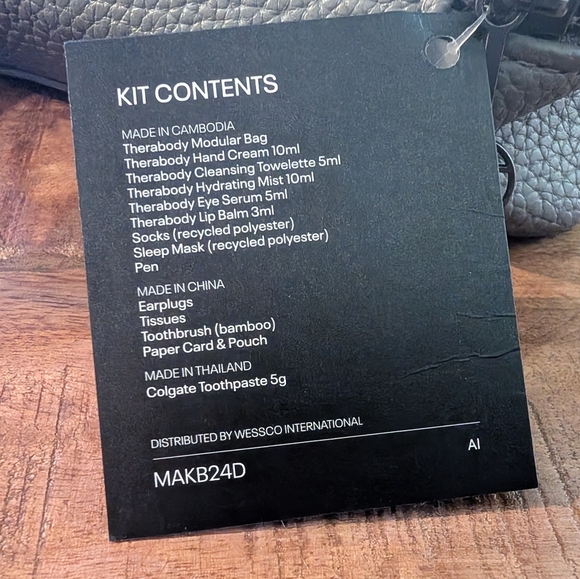 KIT CONTENTS
MADE IN CAMBODIA
Therabody Modular Bag
Therabody Hand Cream 10ml
Therabody Cleansing Towelette 5ml
Therabody Hydrating Mist 10ml
Therabody Eye Serum 5ml
Therabody Lip Balm 3ml
Socks (recycled polyester)
Sleep Mask (recycled polyester)
Pen
MADE IN CHINA
Earplugs
Tissues
Toothbrush (bamboo)
Paper Card & Pouch
MADE IN THAILAND
Colgate Toothpaste 5g
DISTRIBUTED BY WESSCO INTERNATIONAL
AI
MAKB24D